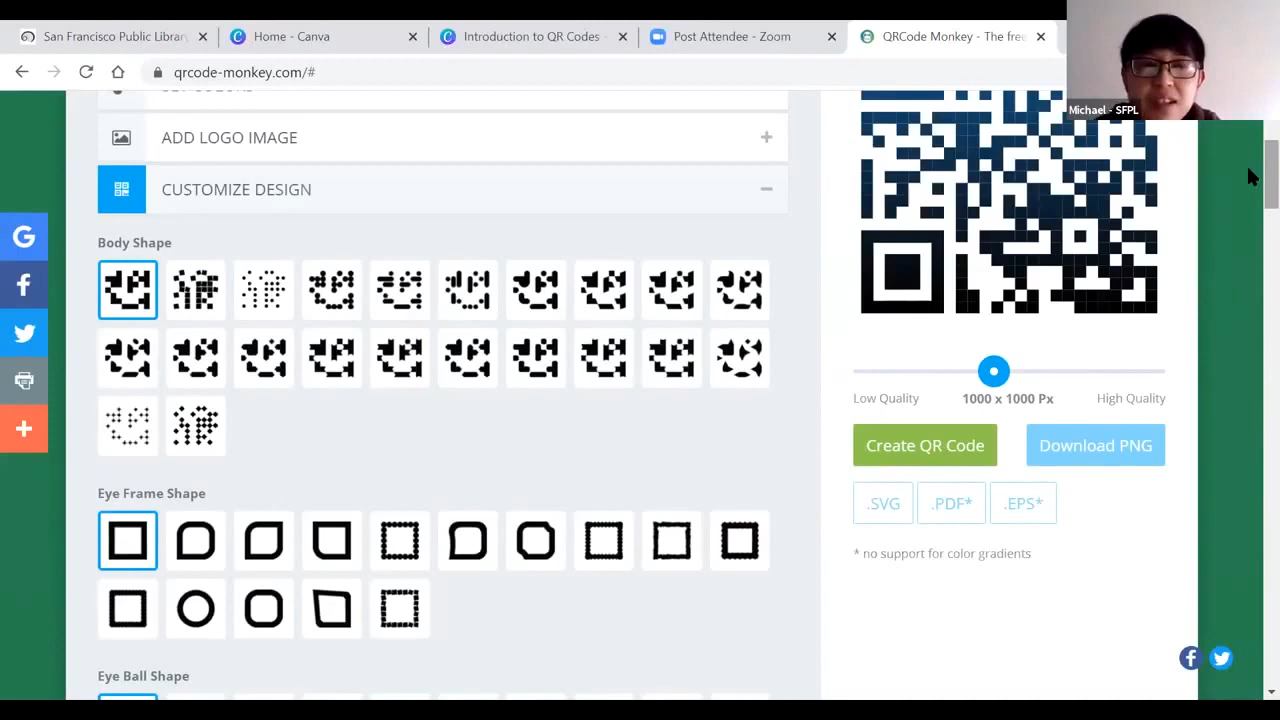 San Francisco Public Librar
Home - Canva
Introduction to QR Codes -
Post Attendee - Zoom
QRCode Monkey - The free
qrcode-monkey.com/#
Michael - SFPL
ADD LOGO IMAGE
CUSTOMIZE DESIGN
Body Shape
Low Quality
1000 x 1000 Px
High Quality
Create QR Code
Download PNG
.SVG
.PDF*
.EPS*
Eye Frame Shape
* no support for color gradients
Eye Ball Shape